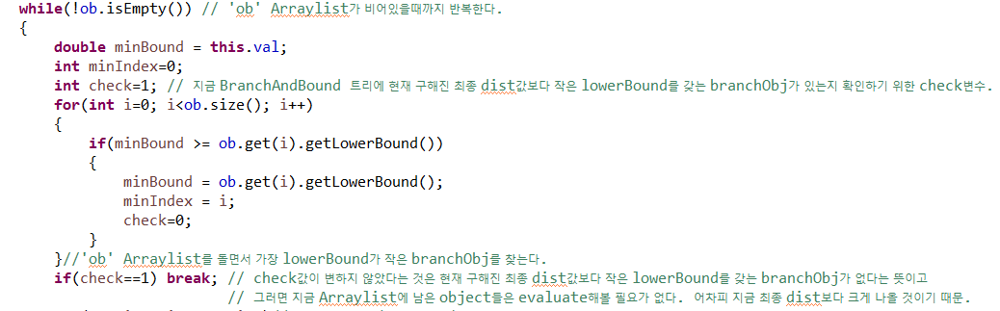 while(!ob.isEmpty()) // 'ob' Arraylist가 비어있을때까지 반복한다.
{
double minBound = this.val;
int minIndex=0;
int check=1; // 지금 BranchAndBound 트리에 현재 구해진 최종 dist값보다 작은 lowerBound를 갖는 branchObj가 있는지 확인하기 위한 check변수.
for(int i=0; i<ob.size(); i++)
{
if(minBound >= ob.get(i).getLowerBound())
{
minBound = ob.get(i).getLowerBound();
minIndex = i;
check=0;
}
}//'ob' Arraylist를 돌면서 가장 lowerBound가 작은 branchObj를 찾는다.
if(check==1) break; // check값이 변하지 않았다는 것은 현재 구해진 최종 dist값보다 작은 lowerBound를 갖는 branchObj가 없다는 뜻이고
// 그러면 지금 Arraylist에 남은 object들은 evaluate해볼 필요가 없다. 어차피 지금 최종 dist보다 크게 나올 것이기 때문.